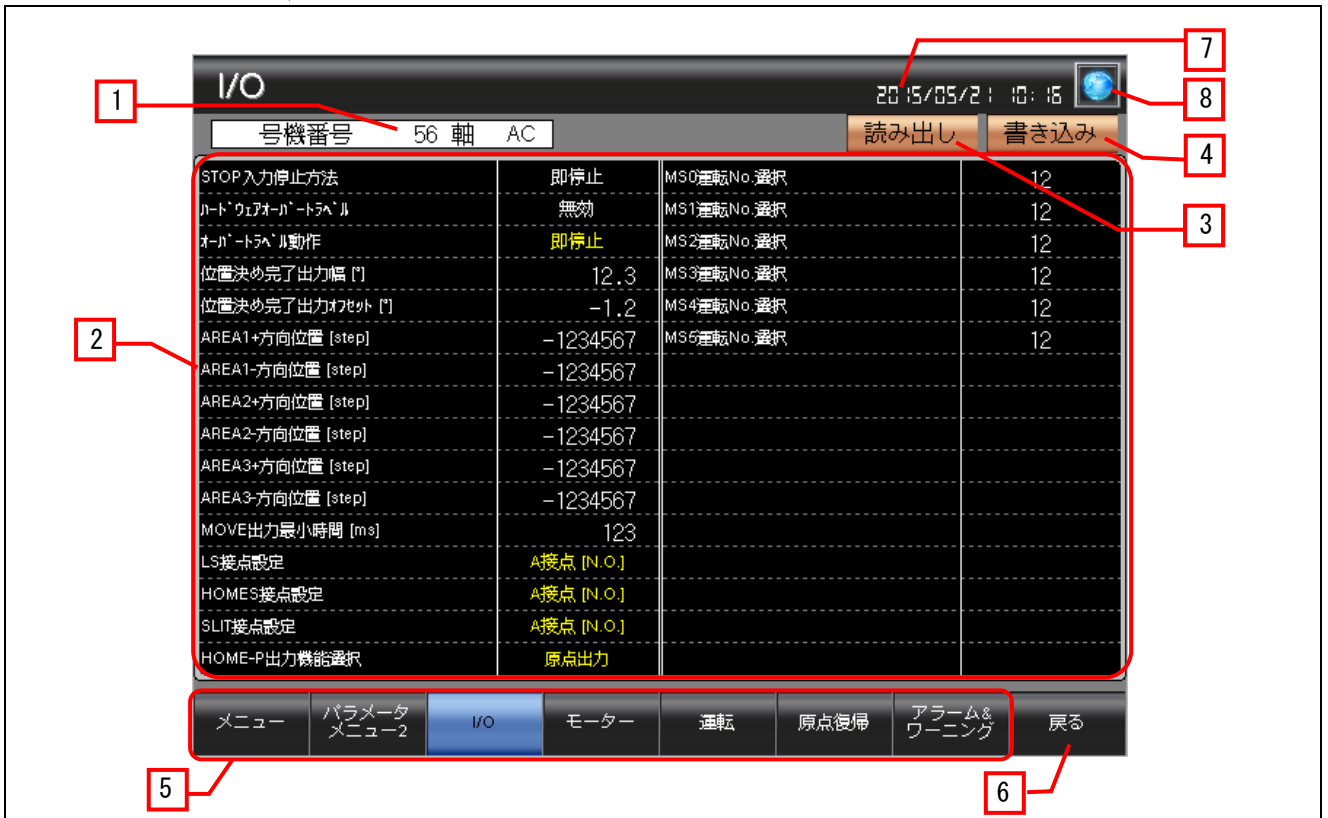 7
I/O
2015/05/21 10:16
8
1
号機番号 56 軸 AC
読み出し
書き込み
4
3
STOP入力停止方法 即停止 MS0運転No.選択 12
ﾊｰﾄﾞｳｪｱｵｰﾊﾞｰﾄﾗﾍﾞﾙ 無効 MS1運転No.選択 12
ｵｰﾊﾞｰﾄﾗﾍﾞﾙ動作 即停止 MS2運転No.選択 12
位置決め完了出力幅 [°] 12.3 MS3運転No.選択 12
位置決め完了出力ｵﾌｾｯﾄ [°] -1.2 MS4運転No.選択 12
2
AREA1+方向位置 [step] -1234567 MS5運転No.選択 12
AREA1-方向位置 [step] -1234567
AREA2+方向位置 [step] -1234567
AREA2-方向位置 [step] -1234567
AREA3+方向位置 [step] -1234567
AREA3-方向位置 [step] -1234567
MOVE出力最小時間 [ms] 123
LS接点設定 A接点 [N.O.]
HOMES接点設定 A接点 [N.O.]
SLIT接点設定 A接点 [N.O.]
HOME-P出力機能選択 原点出力
メニュー
パラメータ
メニュー2
I/O
モーター
運転
原点復帰
アラーム&
ワーニング
戻る
5
6